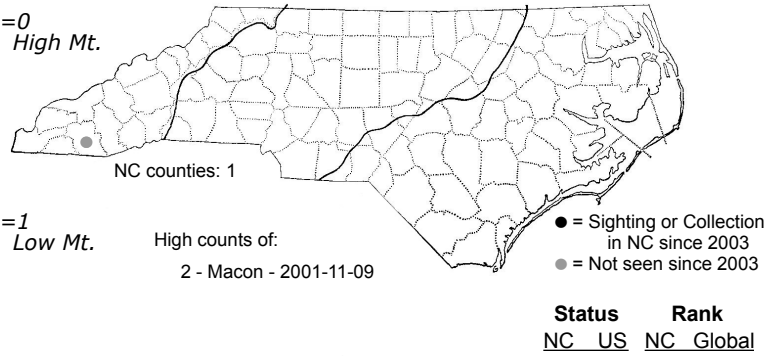 =0
High Mt.
NC counties: 1
=1
Low Mt.
High counts of:
2 - Macon - 2001-11-09
● = Sighting or Collection
in NC since 2003
● = Not seen since 2003
Status Rank
NC US NC Global